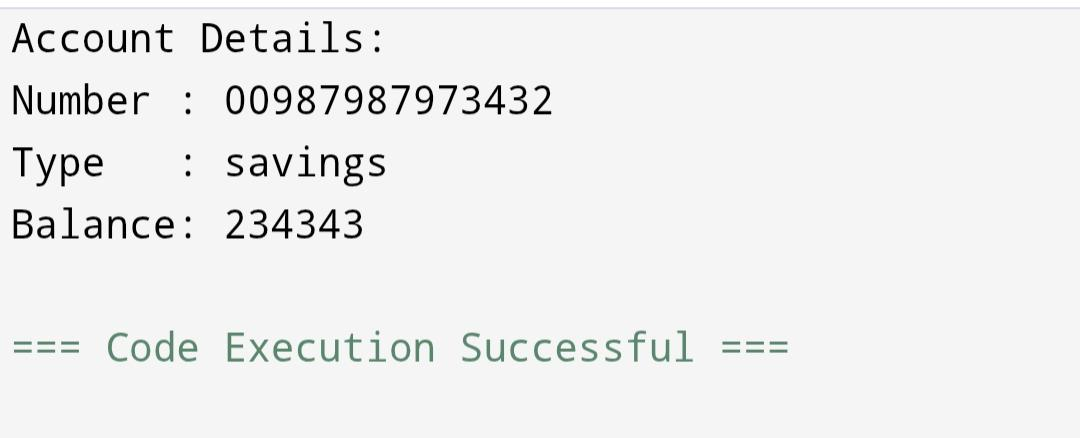 Account Details:
Number : 00987987973432
Type   : savings
Balance: 234343
=== Code Execution Successful ===